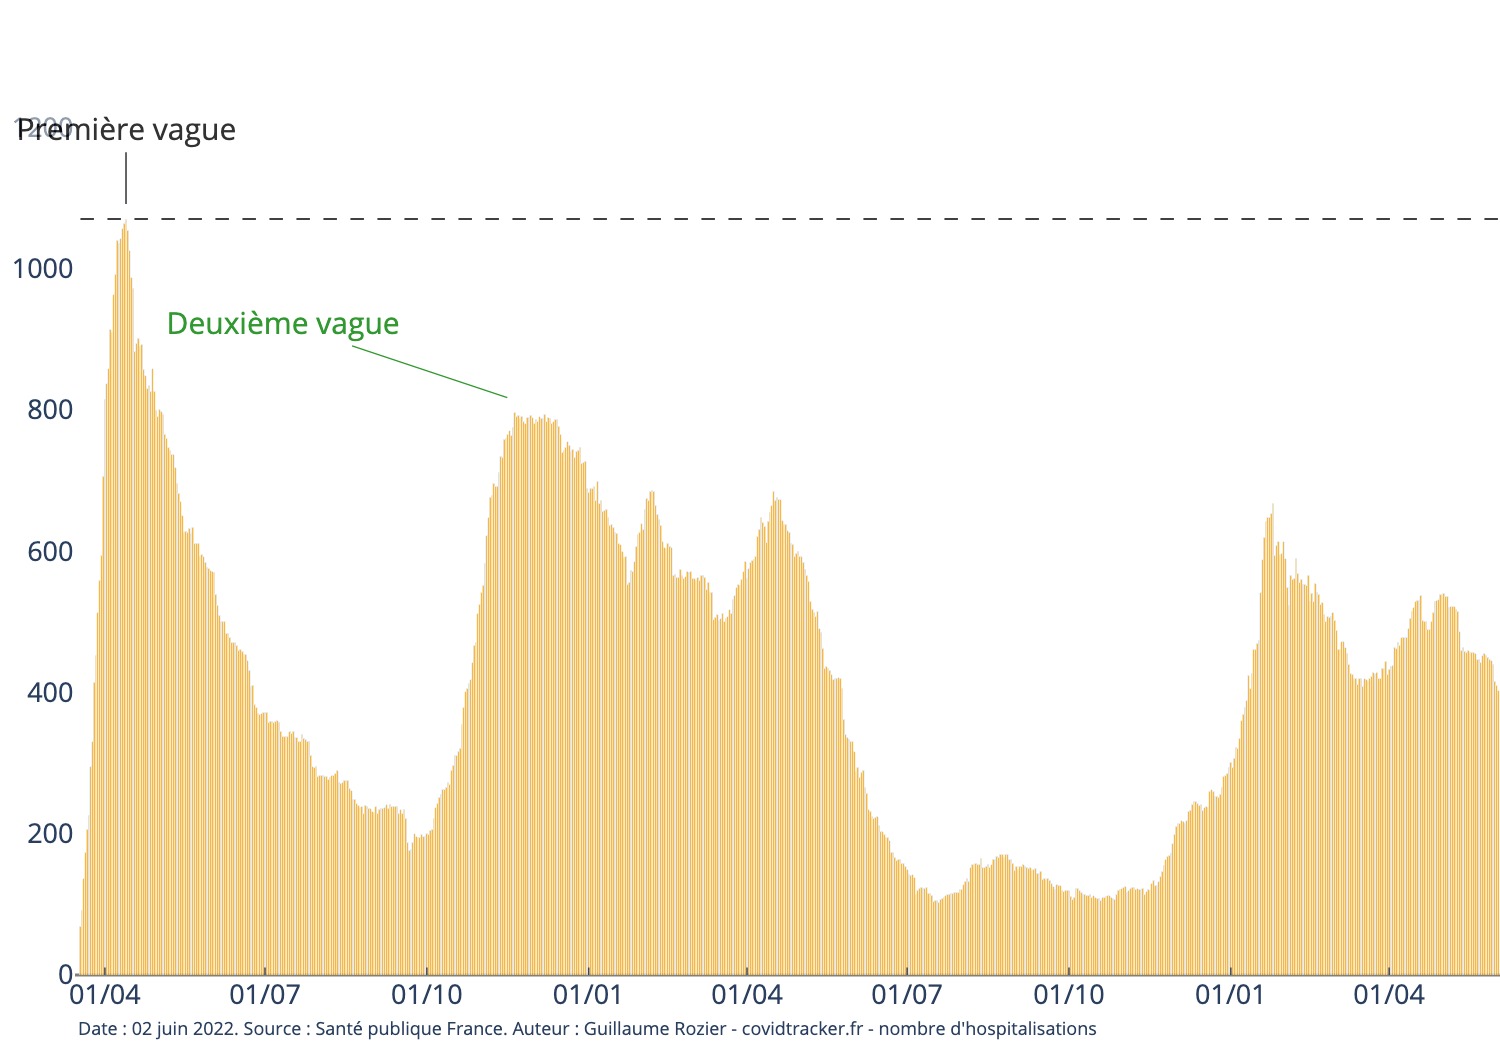 1200
Première vague
1000
Deuxième vague
800
600
400
200
0
01/04 01/07 01/10 01/01 01/04 01/07 01/10 01/01 01/04
Date : 02 juin 2022. Source : Santé publique France. Auteur : Guillaume Rozier - covidtracker.fr - nombre d'hospitalisations